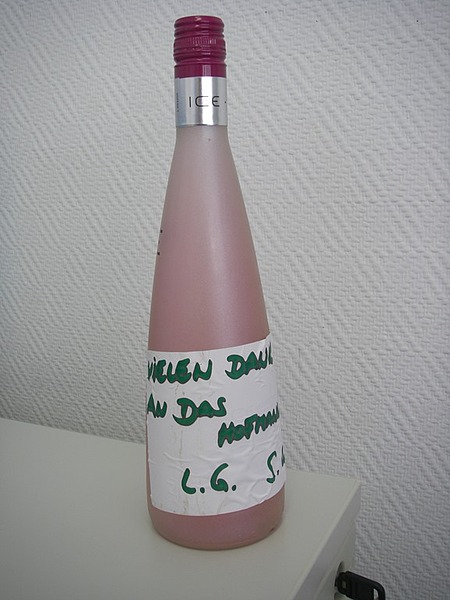 ICE
VIELEN DANK
AN DAS
L.G. S.